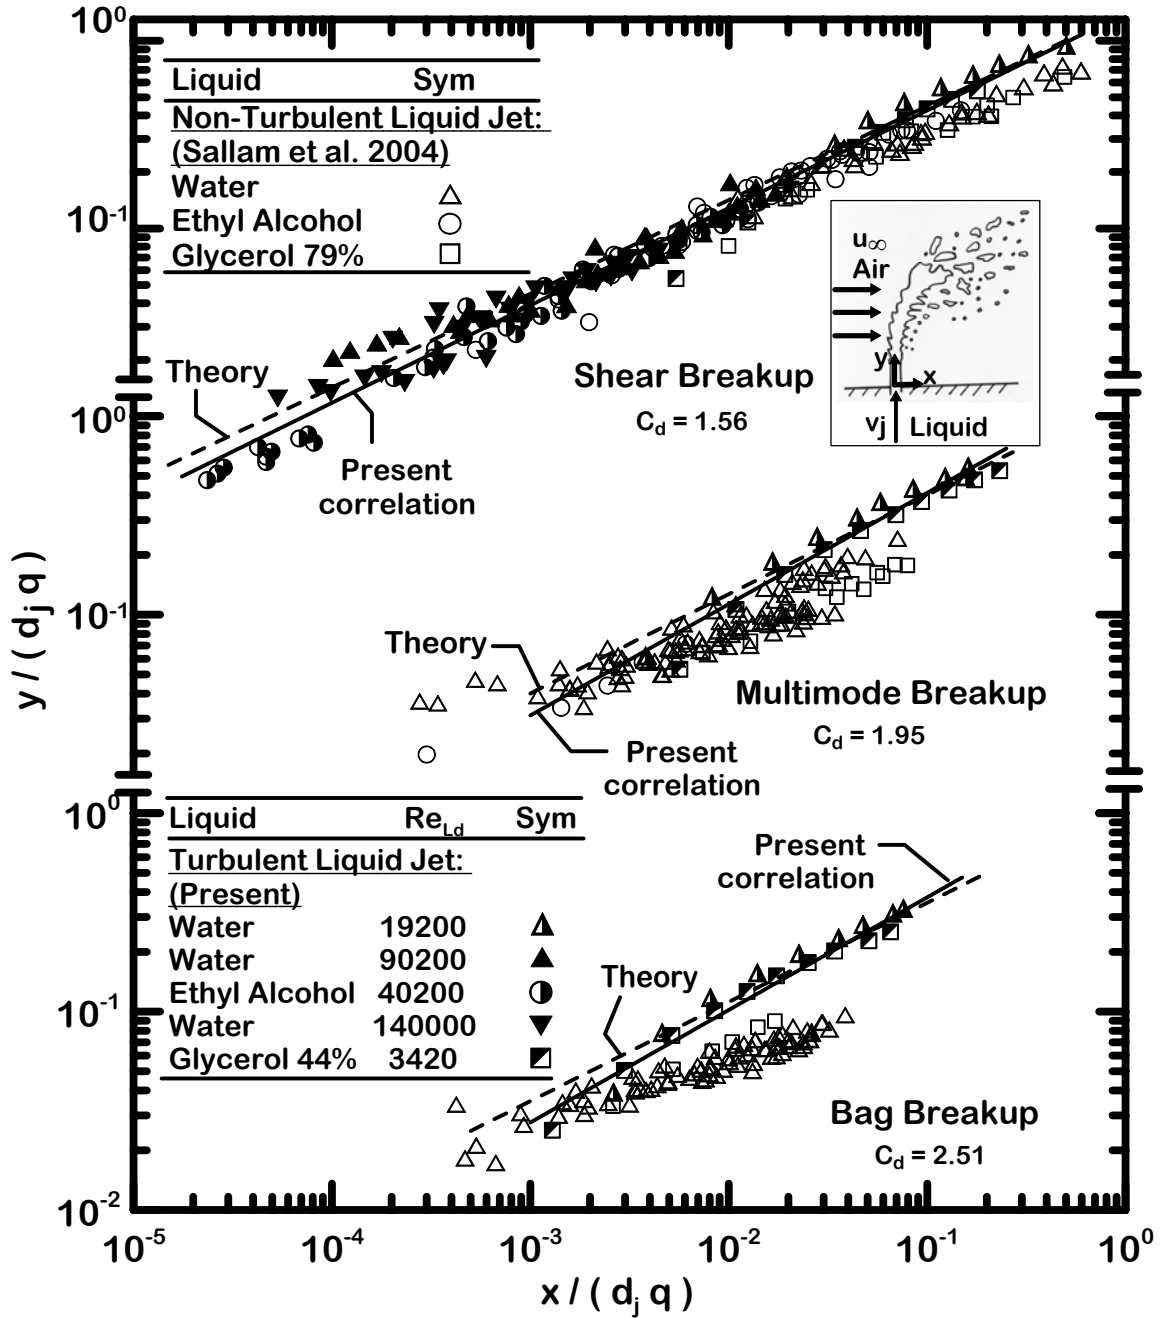 10⁰
Liquid Sym
Non-Turbulent Liquid Jet:
(Sallam et al. 2004)
Water △
Ethyl Alcohol ○
Glycerol 79% □
10⁻¹
u∞
Air
y
x
vj Liquid
Theory
Shear Breakup
C_d = 1.56
10⁰
Present
correlation
y / ( d_j q )
10⁻¹
Theory
Multimode Breakup
C_d = 1.95
Present
correlation
10⁰
Liquid Re_Ld Sym
Turbulent Liquid Jet:
(Present)
Water 19200
Water 90200 ▲
Ethyl Alcohol 40200 ◑
Water 140000 ▼
Glycerol 44% 3420
Present
correlation
Theory
10⁻¹
Bag Breakup
C_d = 2.51
10⁻²
10⁻⁵ 10⁻⁴ 10⁻³ 10⁻² 10⁻¹ 10⁰
x / ( d_j q )